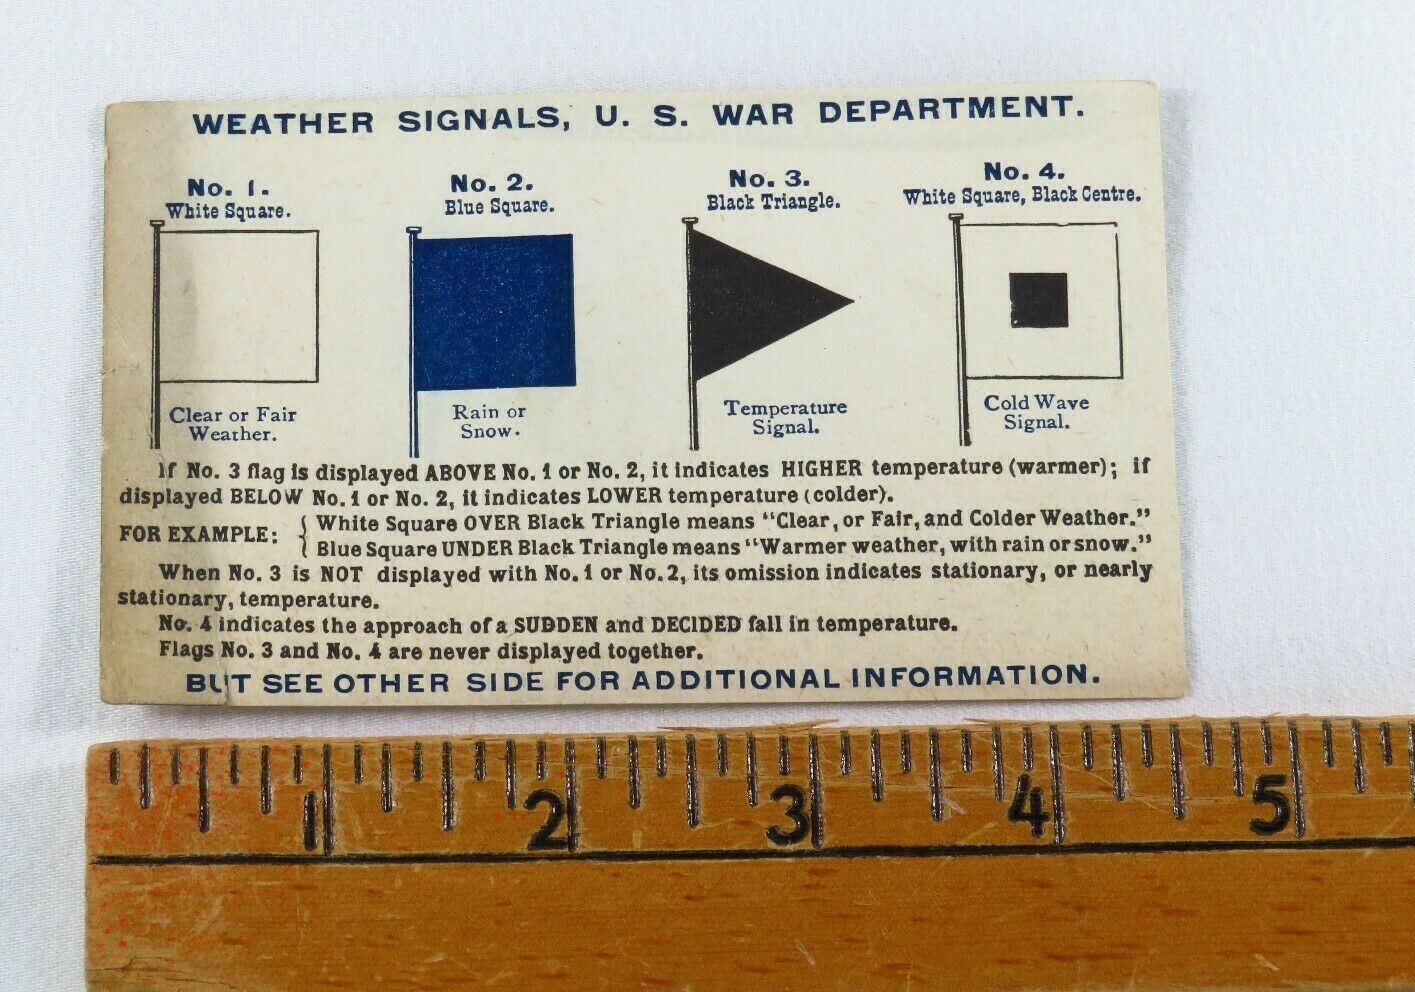 WEATHER SIGNALS, U. S. WAR DEPARTMENT.
No. 1.
White Square.
Clear or Fair
Weather.
No. 2.
Blue Square.
Rain or
Snow.
No. 3.
Black Triangle.
Temperature
Signal.
No. 4.
White Square, Black Centre.
Cold Wave
Signal.
If No. 3 flag is displayed ABOVE No. 1 or No. 2, it indicates HIGHER temperature (warmer); if
displayed BELOW No. 1 or No. 2, it indicates LOWER temperature (colder).
FOR EXAMPLE: { White Square OVER Black Triangle means "Clear, or Fair, and Colder Weather."
Blue Square UNDER Black Triangle means "Warmer weather, with rain or snow."
When No. 3 is NOT displayed with No. 1 or No. 2, its omission indicates stationary, or nearly
stationary, temperature.
No. 4 indicates the approach of a SUDDEN and DECIDED fall in temperature.
Flags No. 3 and No. 4 are never displayed together.
BUT SEE OTHER SIDE FOR ADDITIONAL INFORMATION.
1 2 3 4 5